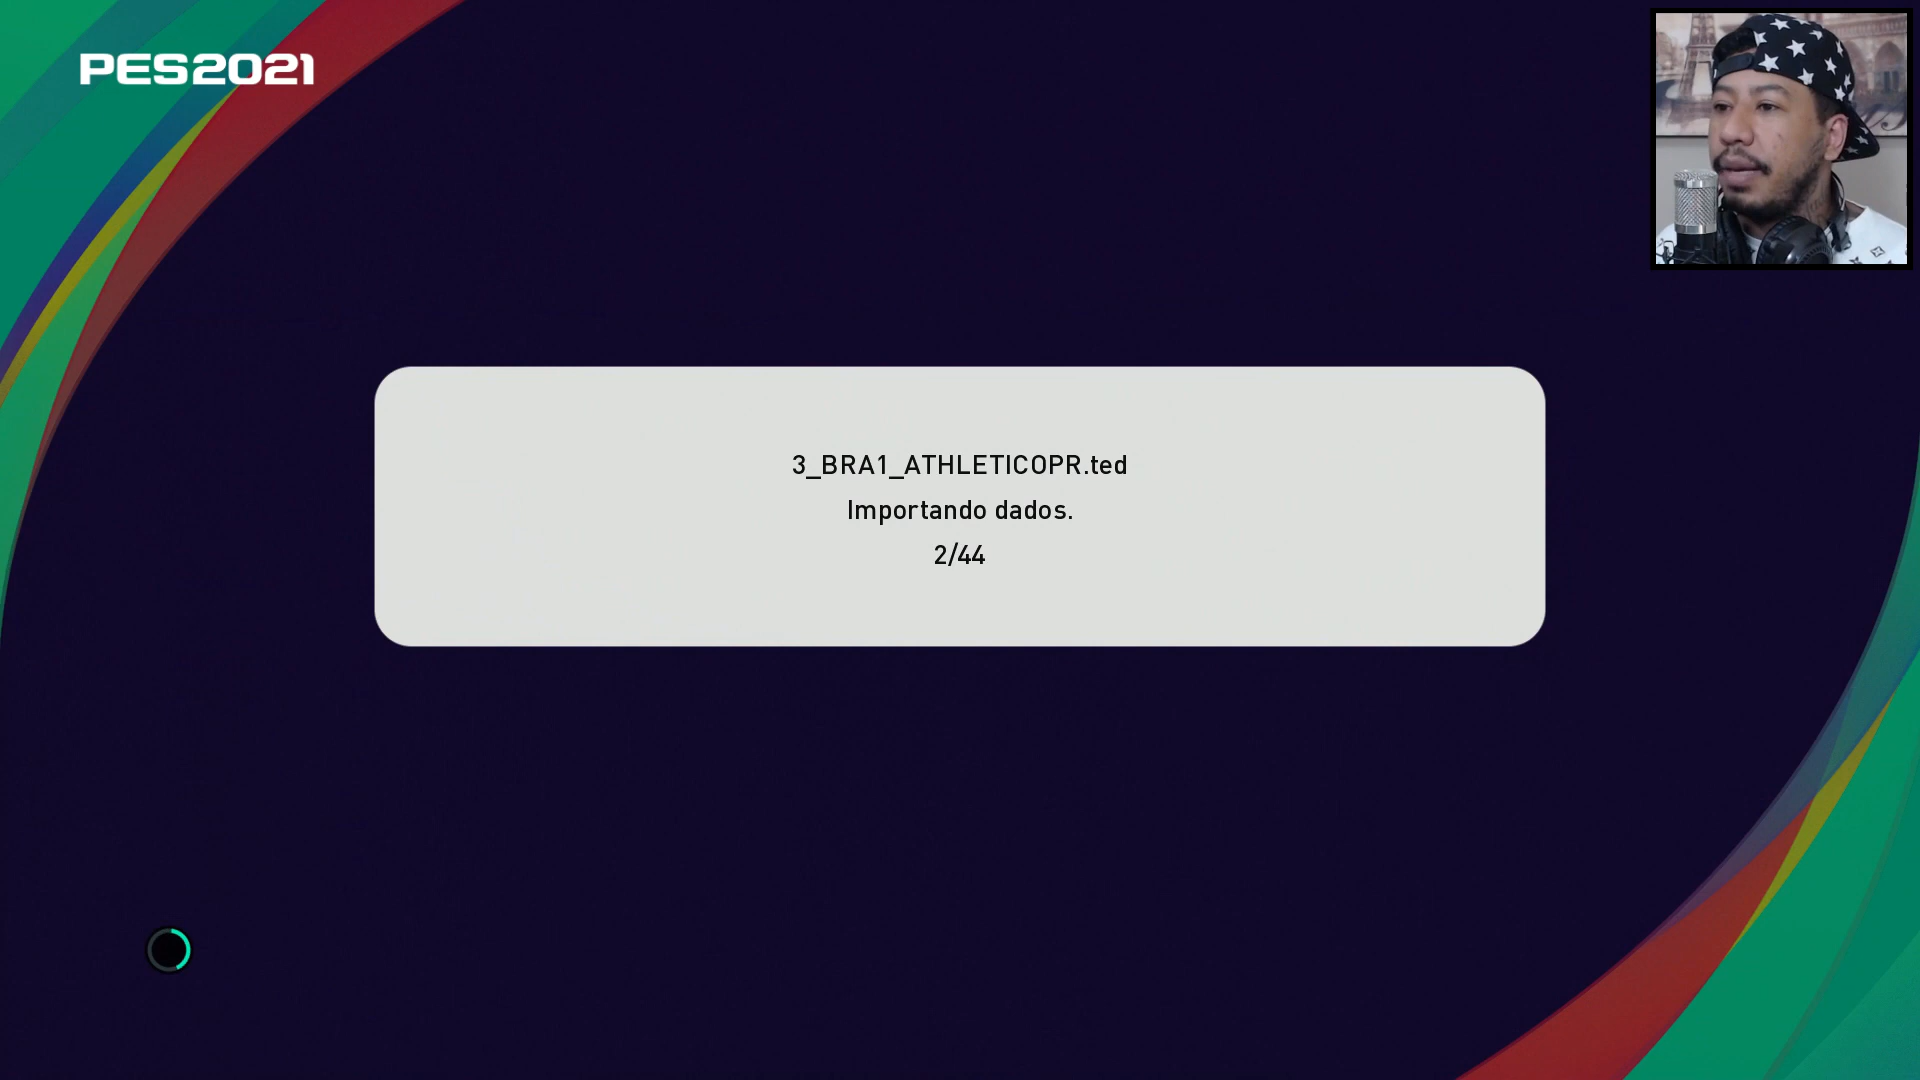 PES2021
3_BRA1_ATHLETICOPR.ted
Importando dados.
2/44